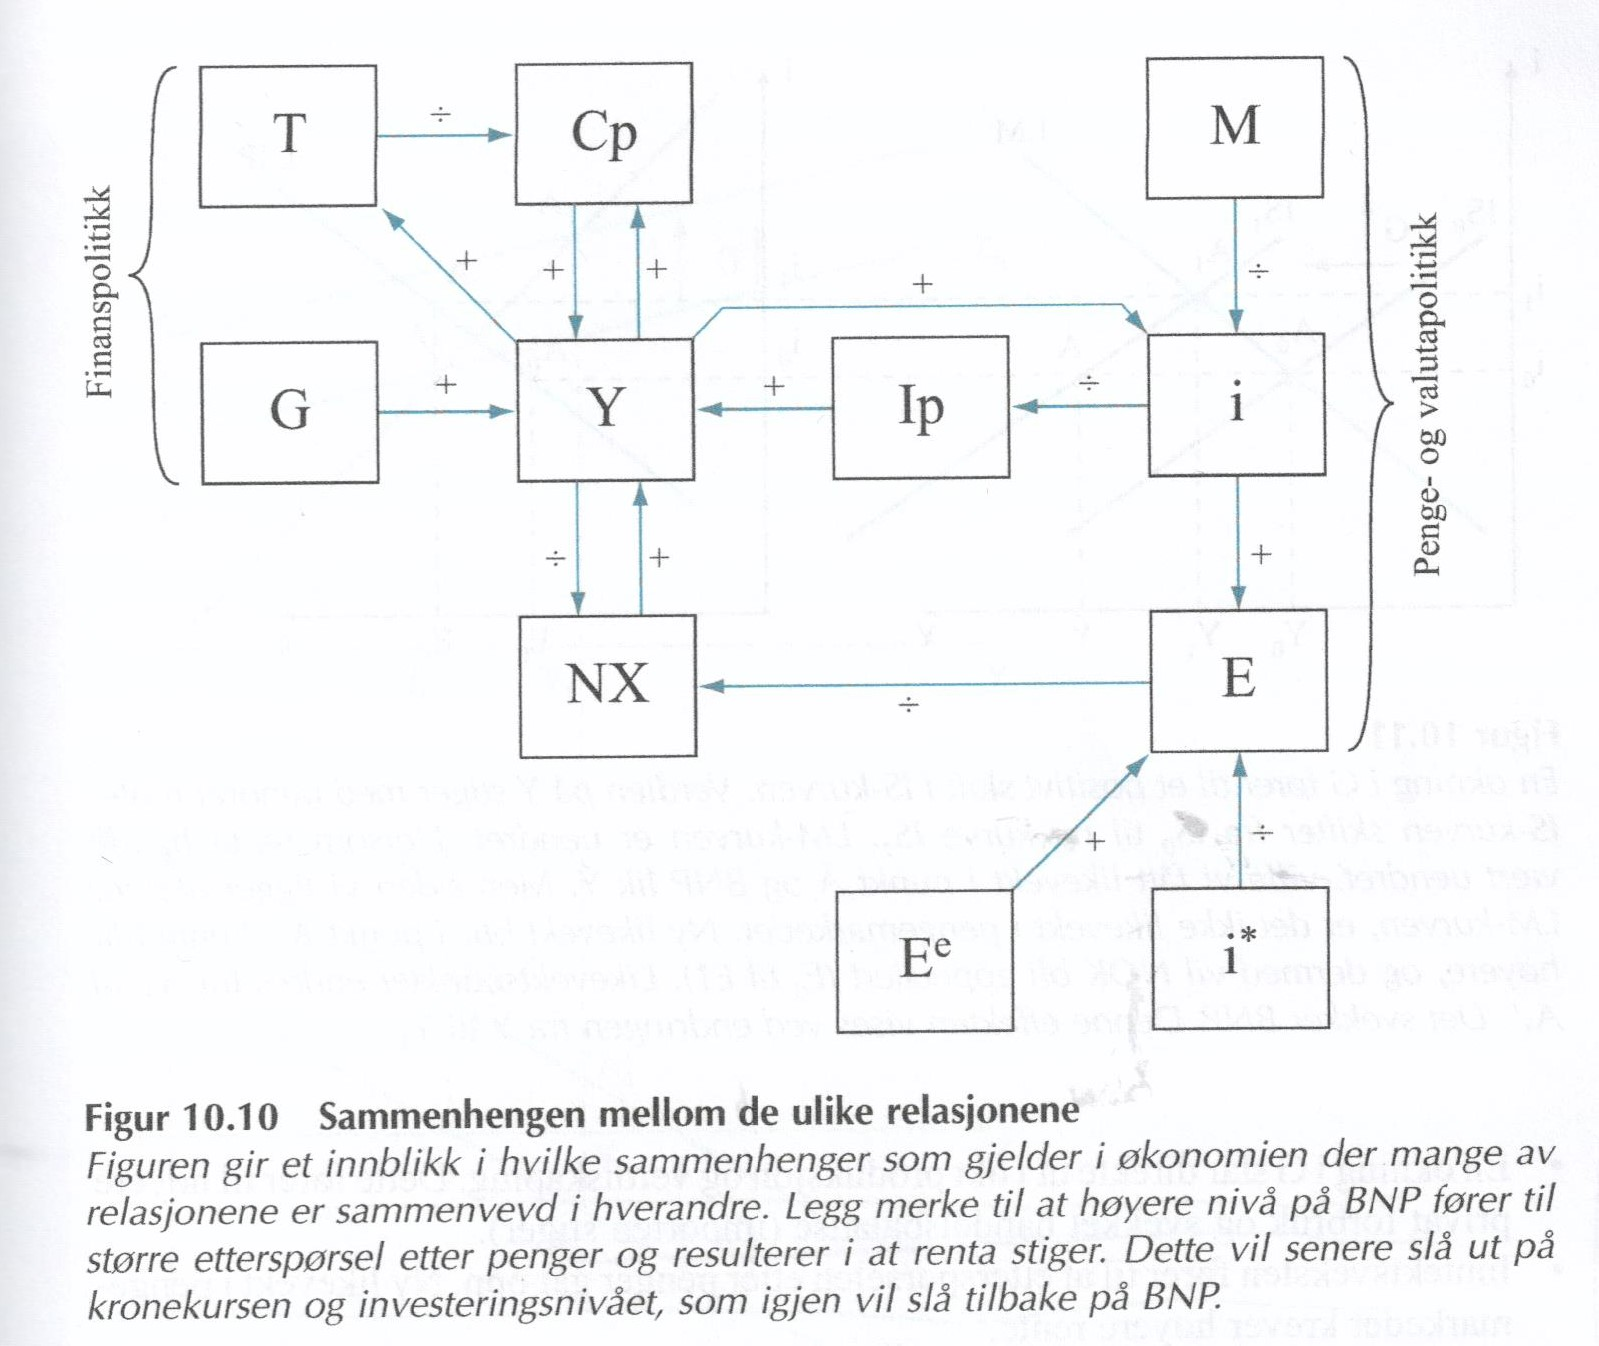 T
÷
Cp
M
Finanspolitikk
+
+
+
+
÷
Penge- og valutapolitikk
G
+
Y
+
Ip
÷
i
÷
+
+
NX
÷
E
+
÷
Eᵉ
i*
Figur 10.10 Sammenhengen mellom de ulike relasjonene
Figuren gir et innblikk i hvilke sammenhenger som gjelder i økonomien der mange av
relasjonene er sammenvevd i hverandre. Legg merke til at høyere nivå på BNP fører til
større etterspørsel etter penger og resulterer i at renta stiger. Dette vil senere slå ut på
kronekursen og investeringsnivået, som igjen vil slå tilbake på BNP.